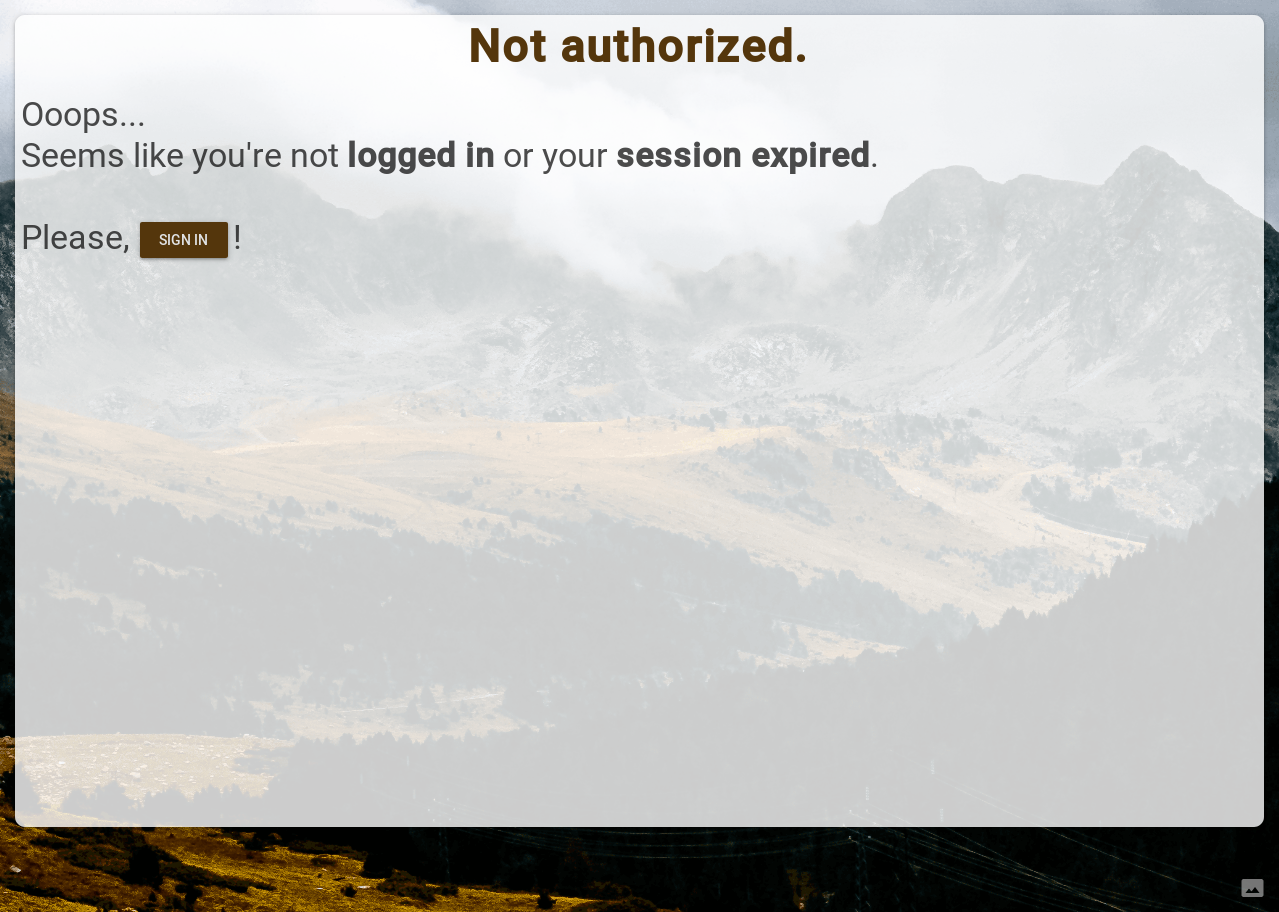 Not authorized.
Ooops...
Seems like you're not logged in or your session expired.
Please, SIGN IN !